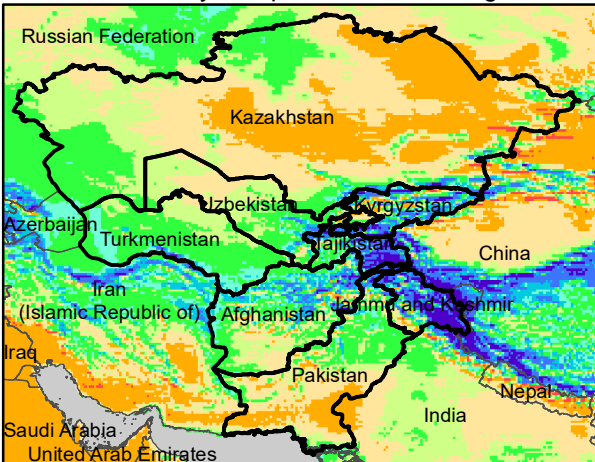 Russian Federation
Kazakhstan
Uzbekistan
Kyrgyzstan
Azerbaijan
Turkmenistan
Tajikistan
China
Iran
(Islamic Republic of)
Afghanistan
Jammu and Kashmir
Iraq
Pakistan
Nepal
India
Saudi Arabia
United Arab Emirates